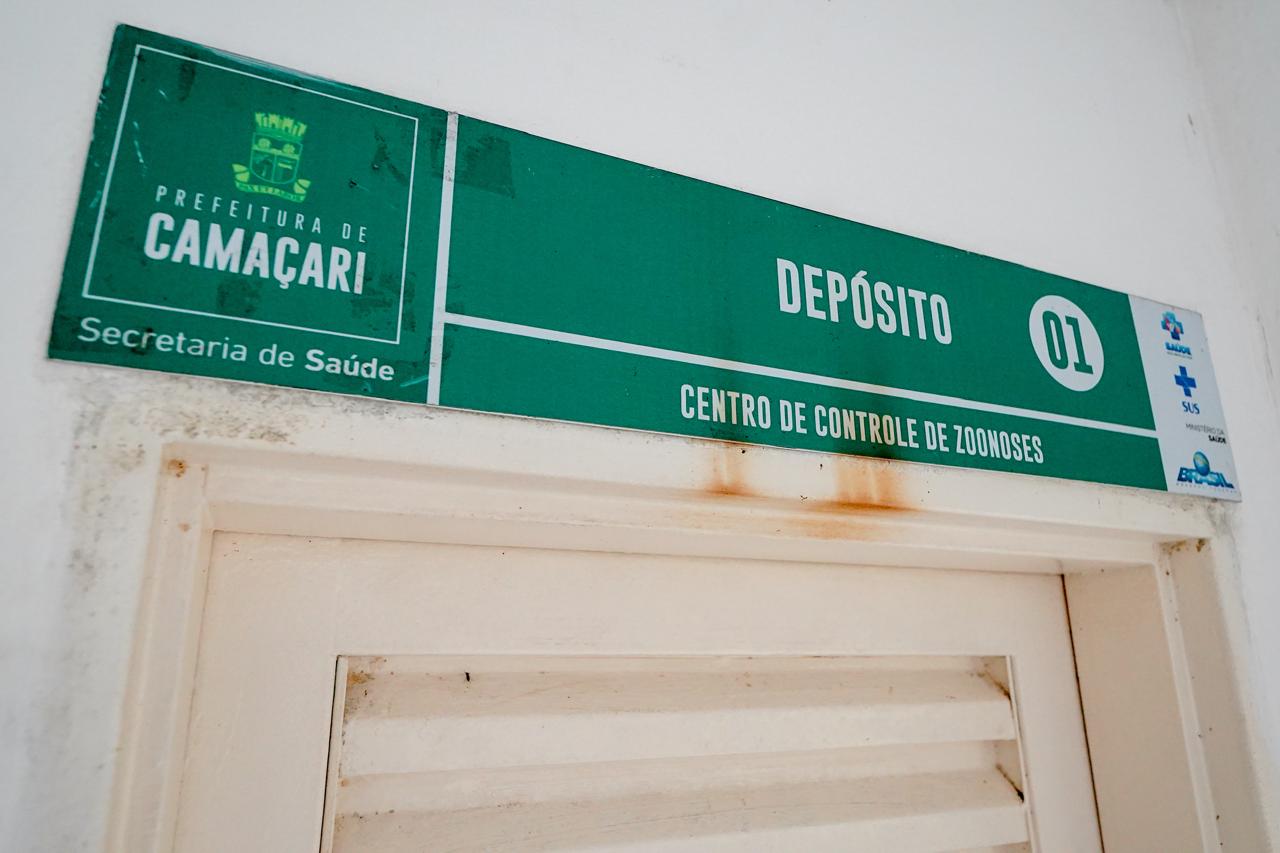 PREFEITURA DE
CAMAÇARI
Secretaria de Saúde
DEPÓSITO
01
CENTRO DE CONTROLE DE ZOONOSES
SAÚDE
SUS
MINISTÉRIO DA
SAÚDE
BRASIL